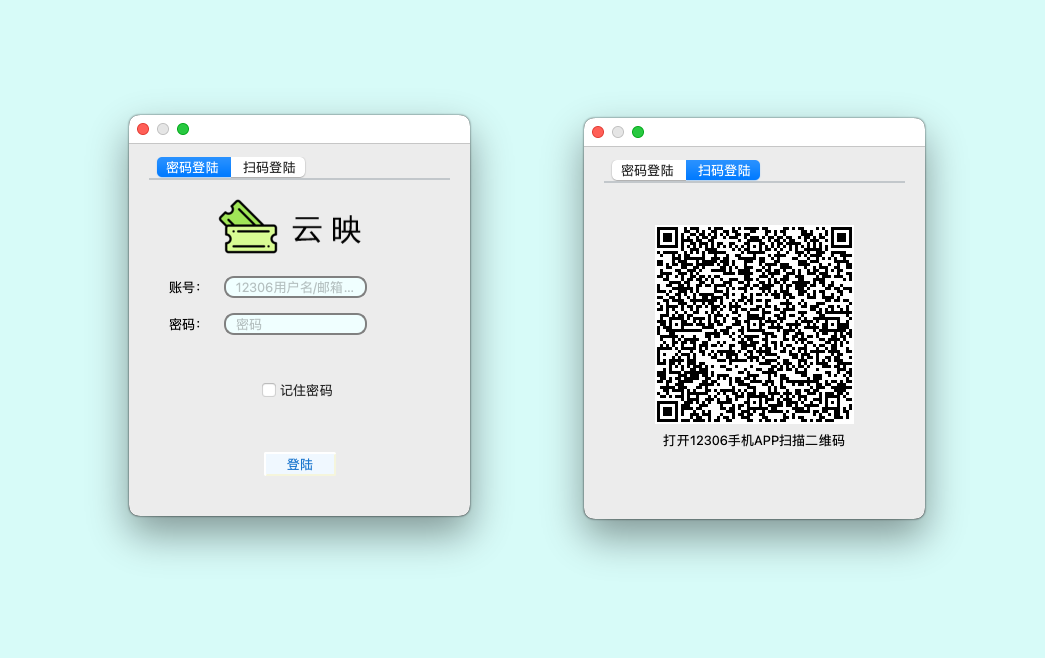 密码登陆 扫码登陆
云映
账号： 12306用户名/邮箱...
密码： 密码
记住密码
登陆
密码登陆 扫码登陆
打开12306手机APP扫描二维码